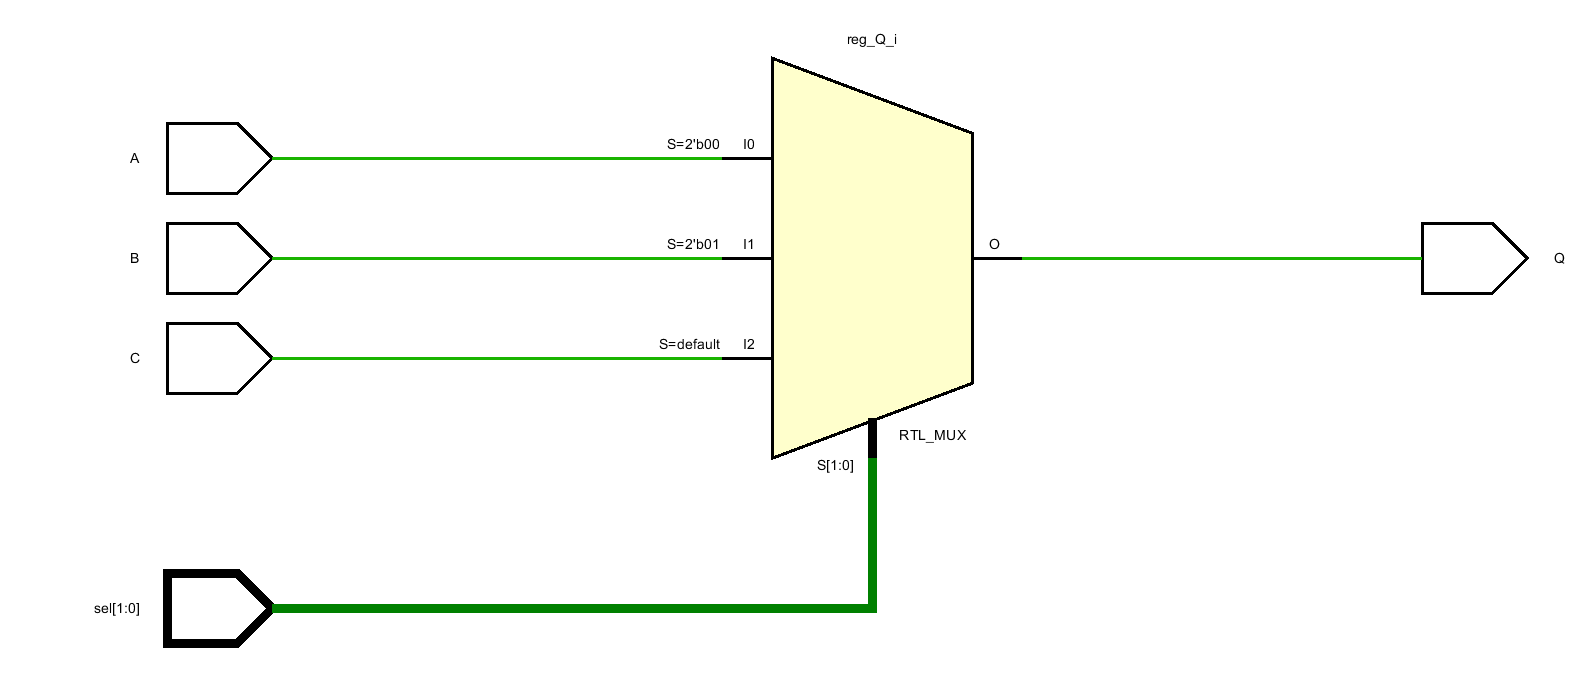 reg_Q_i
A
S=2'b00
I0
B
S=2'b01
I1
O
Q
C
S=default
I2
RTL_MUX
S[1:0]
sel[1:0]